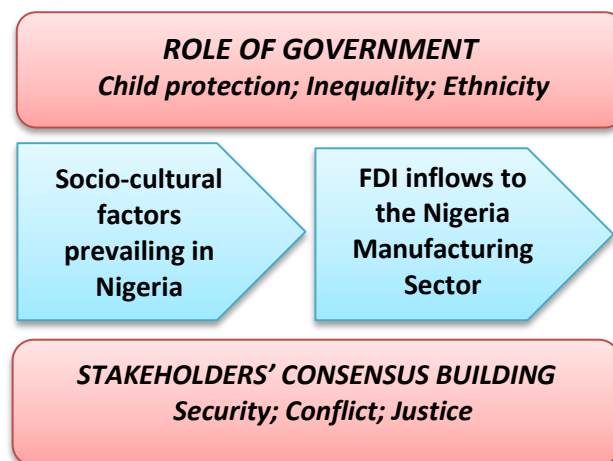 ROLE OF GOVERNMENT
Child protection; Inequality; Ethnicity
Socio-cultural
factors
prevailing in
Nigeria
FDI inflows to
the Nigeria
Manufacturing
Sector
STAKEHOLDERS’ CONSENSUS BUILDING
Security; Conflict; Justice